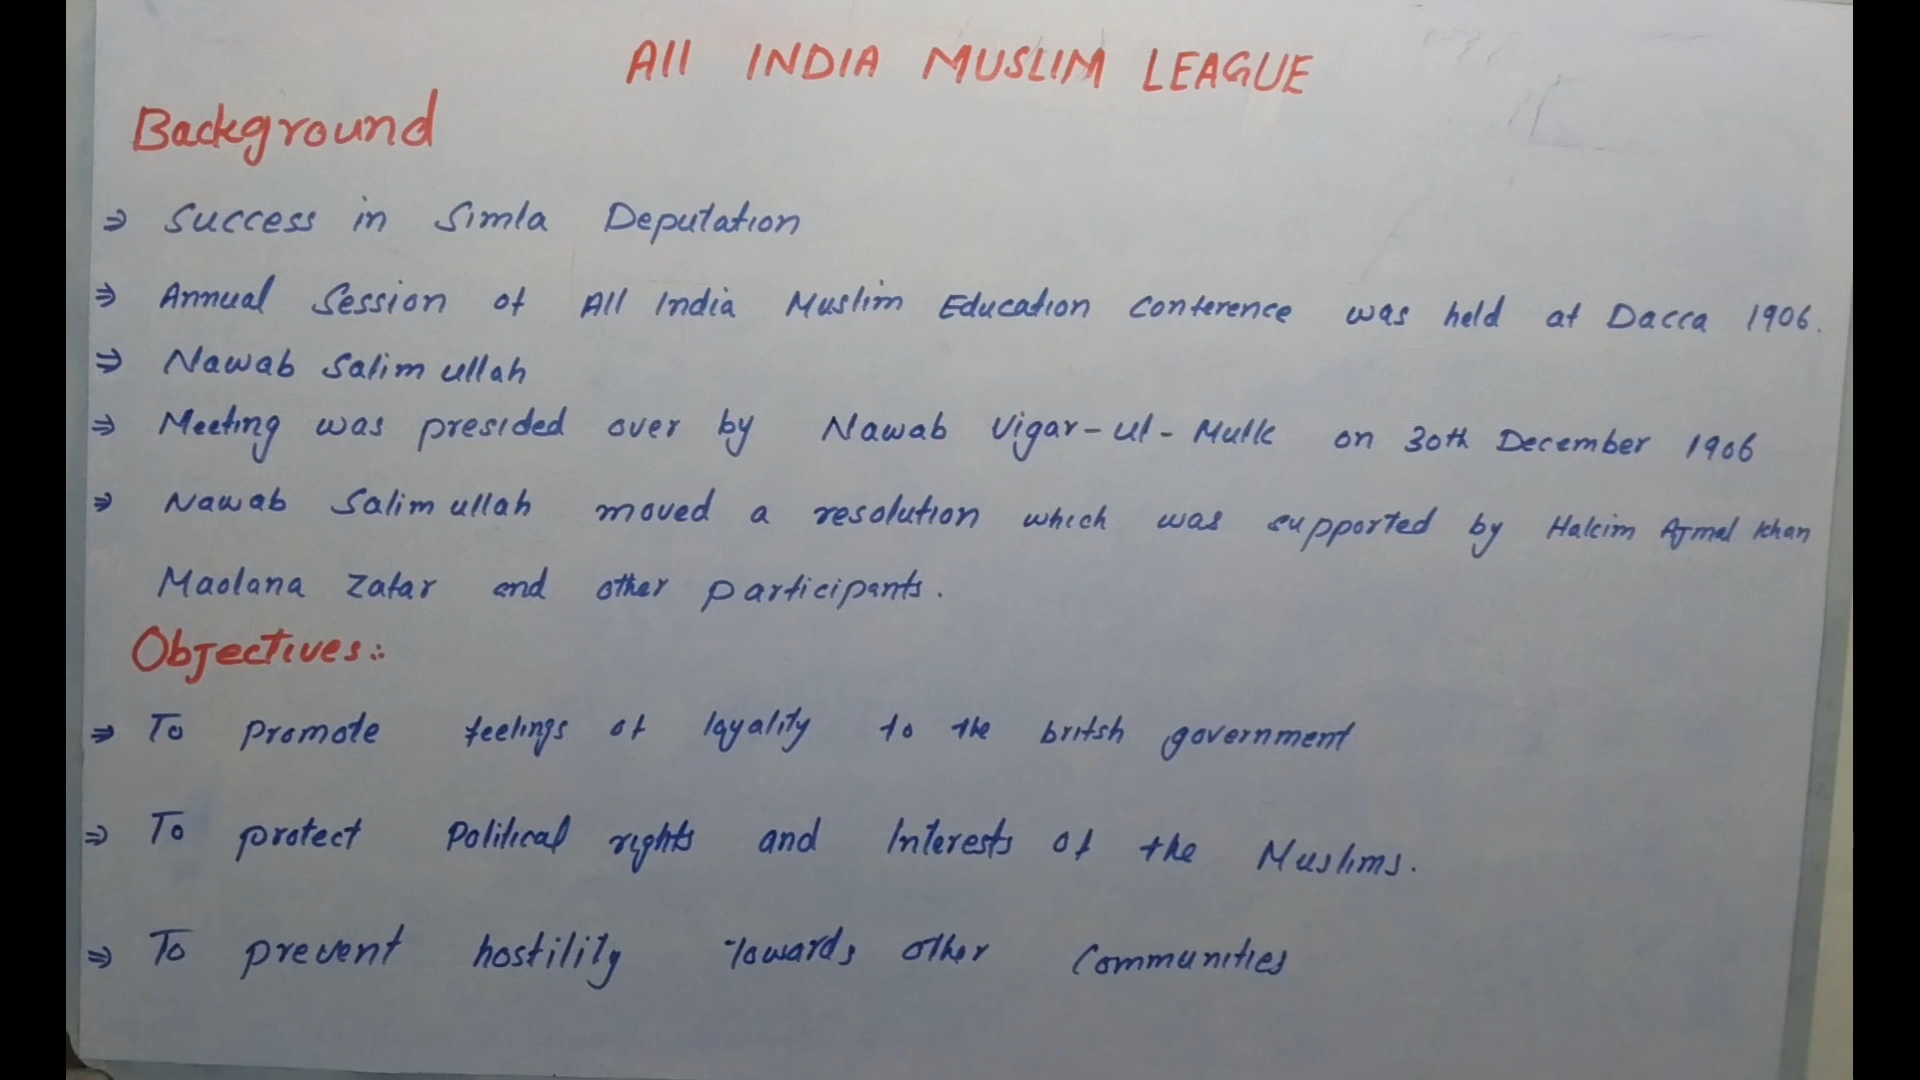 All INDIA MUSLIM LEAGUE
Background
⇒ Success in Simla Deputation
⇒ Annual Session of All India Muslim Education Conference was held at Dacca 1906.
⇒ Nawab Salim ullah
⇒ Meeting was presided over by Nawab Viqar-ul-Mulk on 30th December 1906
⇒ Nawab Salim ullah moved a resolution which was supported by Hakim Ajmal khan
Maolana Zafar and other participants.
Objectives:
⇒ To promote feelings of loyality to the britsh government
⇒ To protect Political rights and Interests of the Muslims.
⇒ To prevent hostility towards other Communities